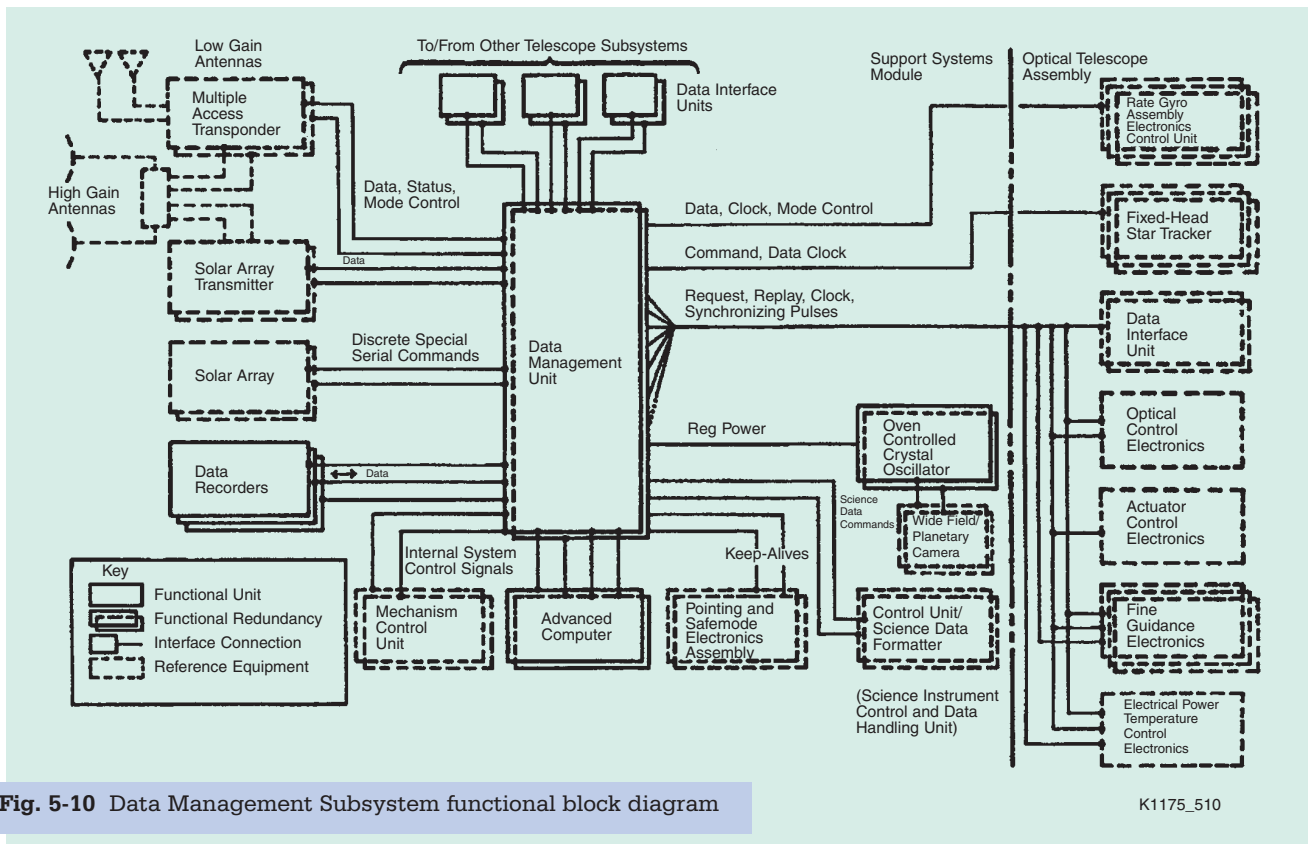 Low Gain
Antennas
To/From Other Telescope Subsystems
Support Systems
Module
Optical Telescope
Assembly
Multiple
Access
Transponder
Data Interface
Units
Rate Gyro
Assembly
Electronics
Control Unit
High Gain
Antennas
Data, Status,
Mode Control
Data, Clock, Mode Control
Fixed-Head
Star Tracker
Command, Data Clock
Data
Solar Array
Transmitter
Request, Replay, Clock,
Synchronizing Pulses
Data
Interface
Unit
Discrete Special
Serial Commands
Data
Management
Unit
Solar Array
Optical
Control
Electronics
Reg Power
Oven
Controlled
Crystal
Oscillator
Data
Recorders
Data
Science
Data
Commands
Wide Field/
Planetary
Camera
Actuator
Control
Electronics
Internal System
Control Signals
Keep-Alives
Key
Functional Unit
Functional Redundancy
Interface Connection
Reference Equipment
Mechanism
Control
Unit
Advanced
Computer
Pointing and
Safemode
Electronics
Assembly
Control Unit/
Science Data
Formatter
Fine
Guidance
Electronics
(Science Instrument
Control and Data
Handling Unit)
Electrical Power
Temperature
Control
Electronics
Fig. 5-10 Data Management Subsystem functional block diagram
K1175_510